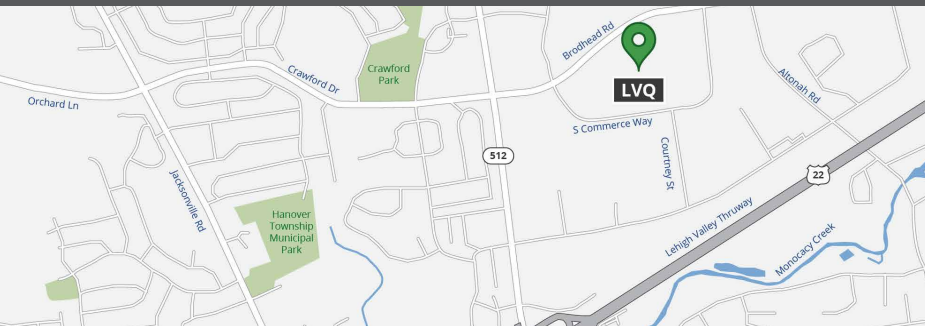 Brodhead Rd
LVQ
Crawford
Park
Crawford Dr
Altonah Rd
Orchard Ln
S Commerce Way
Courtney St
512
22
Jacksonville Rd
Hanover
Township
Municipal
Park
Lehigh Valley Thruway
Monocacy Creek